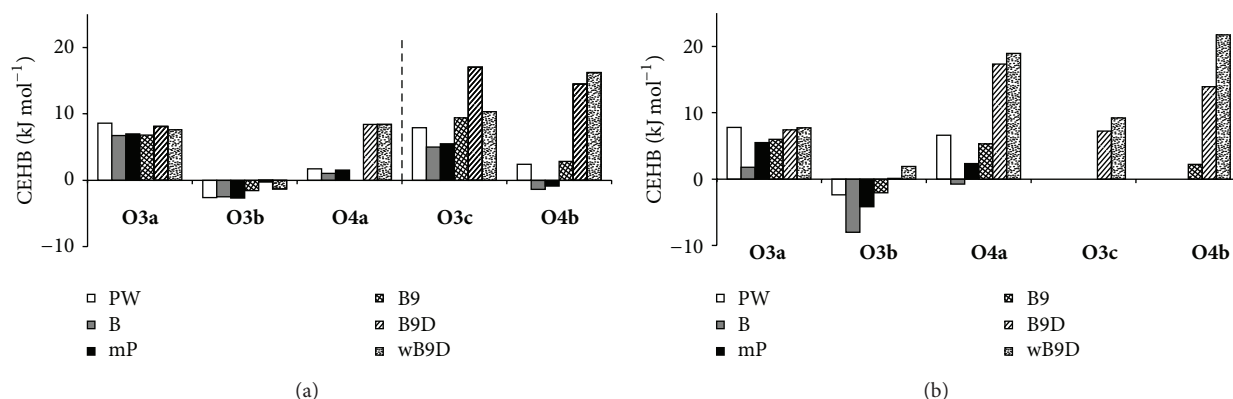 CEHB (kJ mol−1)
20
10
0
−10
O3a
O3b
O4a
O3c
O4b
PW
B
mP
B9
B9D
wB9D
(a)
CEHB (kJ mol−1)
20
10
0
−10
O3a
O3b
O4a
O3c
O4b
PW
B
mP
B9
B9D
wB9D
(b)